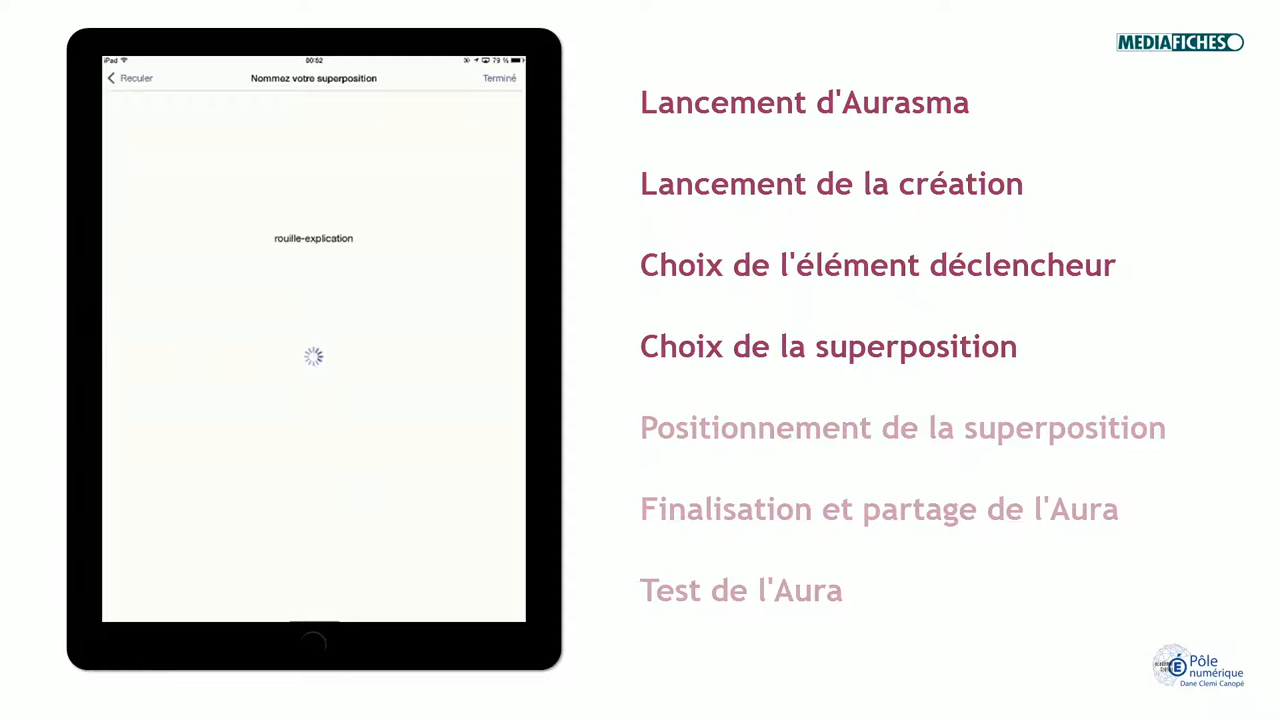 MEDIAFICHES
iPad
00:52
79 %
Reculer
Nommez votre superposition
Terminé
rouille-explication
Lancement d'Aurasma
Lancement de la création
Choix de l'élément déclencheur
Choix de la superposition
Positionnement de la superposition
Finalisation et partage de l'Aura
Test de l'Aura
Pôle
numérique
Dane Clemi Canopé